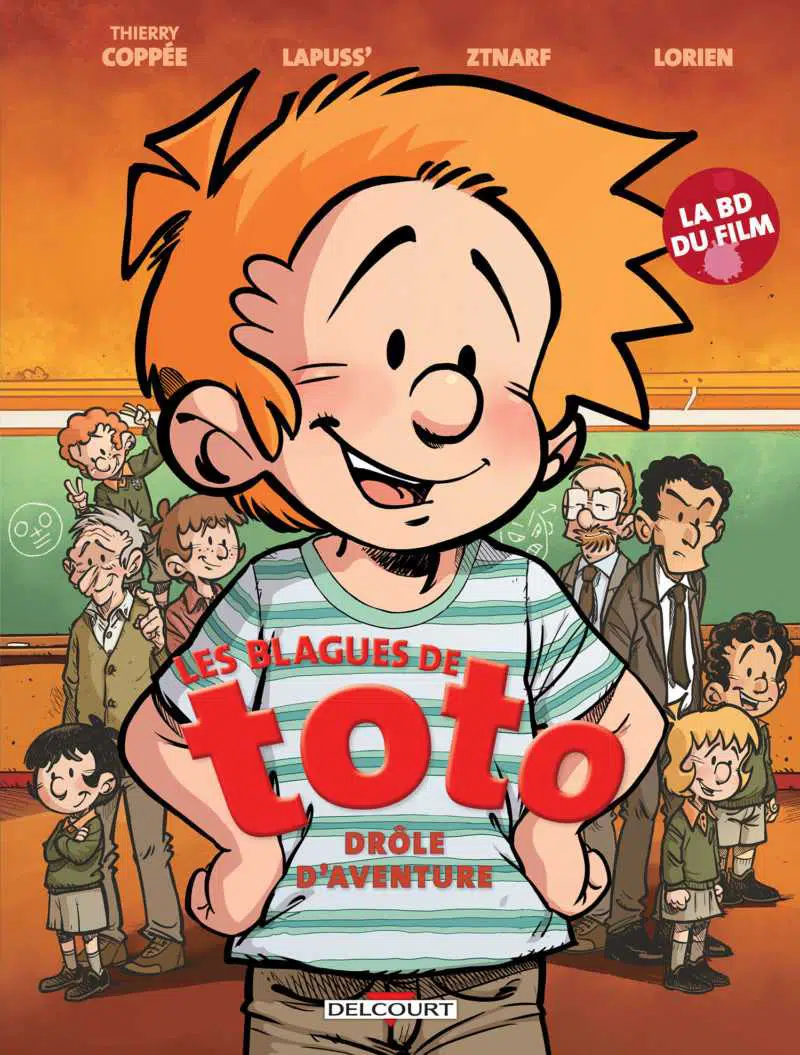 THIERRY
COPPÉE LAPUSS' ZTNARF LORIEN
LA BD
DU FILM
LES BLAGUES DE
toto
DRÔLE
D'AVENTURE
DELCOURT